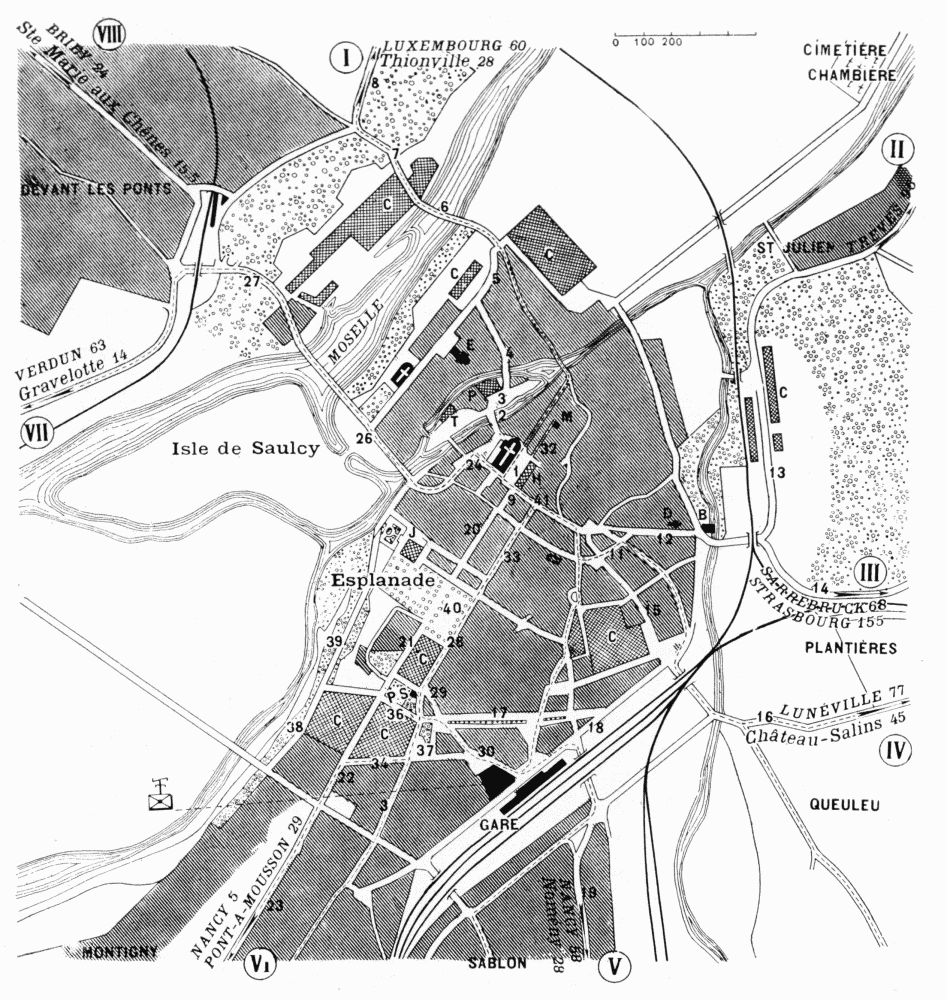 VIII
BRIEY 24
Ste Marie aux Chênes 15.5
I
LUXEMBOURG 60
Thionville 28
8
0 100 200
CIMETIÈRE
CHAMBIÈRE
II
7
DEVANT LES PONTS
C
6
ST JULIEN
TREVES
C
C
5
27
MOSELLE
VERDUN 63
Gravelotte 14
E
4
P
3
C
T
2
M
VII
26
Isle de Saulcy
32
24
1
H
13
9
41
D
B
20
12
J
33
11
Esplanade
III
14
SARREBRUCK 68
STRASBOURG 155
40
15
39
21
28
C
C
PLANTIÈRES
P.S
29
36
17
16
LUNÉVILLE 77
Château-Salins 45
38
C
C
37
30
18
IV
34
22
3
GARE
QUEULEU
NANCY 5
PONT-A-MOUSSON 29
23
NANCY 58
Nomeny 28
19
MONTIGNY
VI
SABLON
V